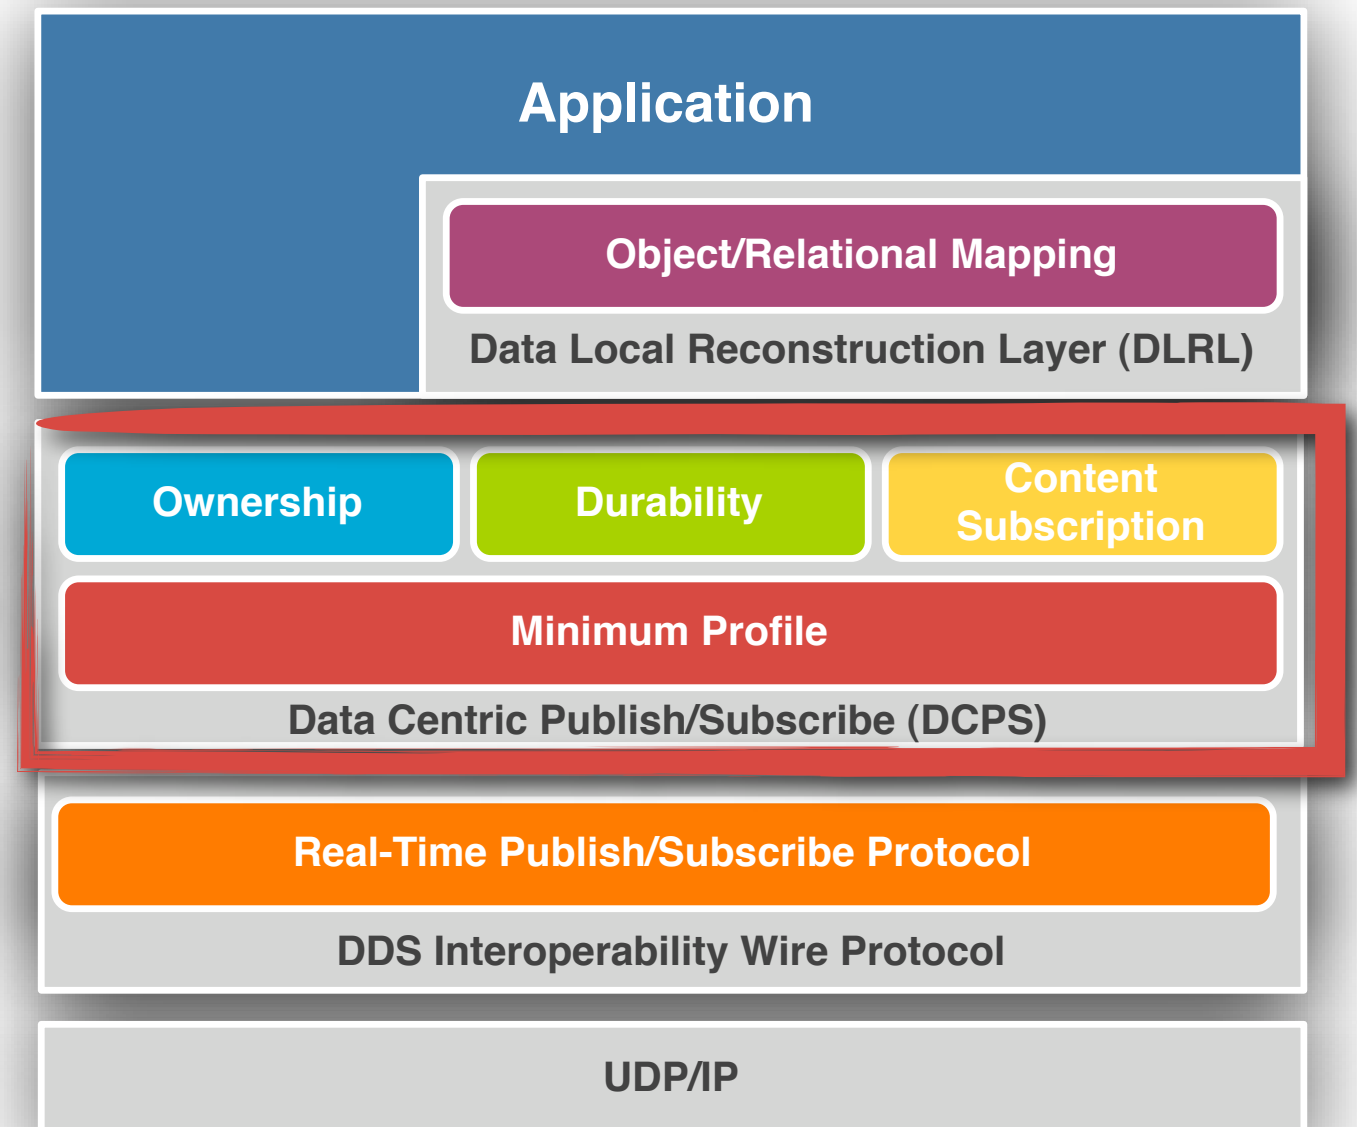 Application
Object/Relational Mapping
Data Local Reconstruction Layer (DLRL)
Ownership
Durability
Content
Subscription
Minimum Profile
Data Centric Publish/Subscribe (DCPS)
Real-Time Publish/Subscribe Protocol
DDS Interoperability Wire Protocol
UDP/IP